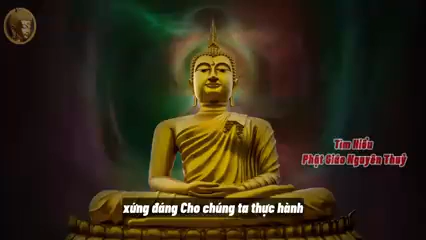 Tìm Hiểu
Phật Giáo Nguyên Thuỷ
xứng đáng Cho chúng ta thực hành